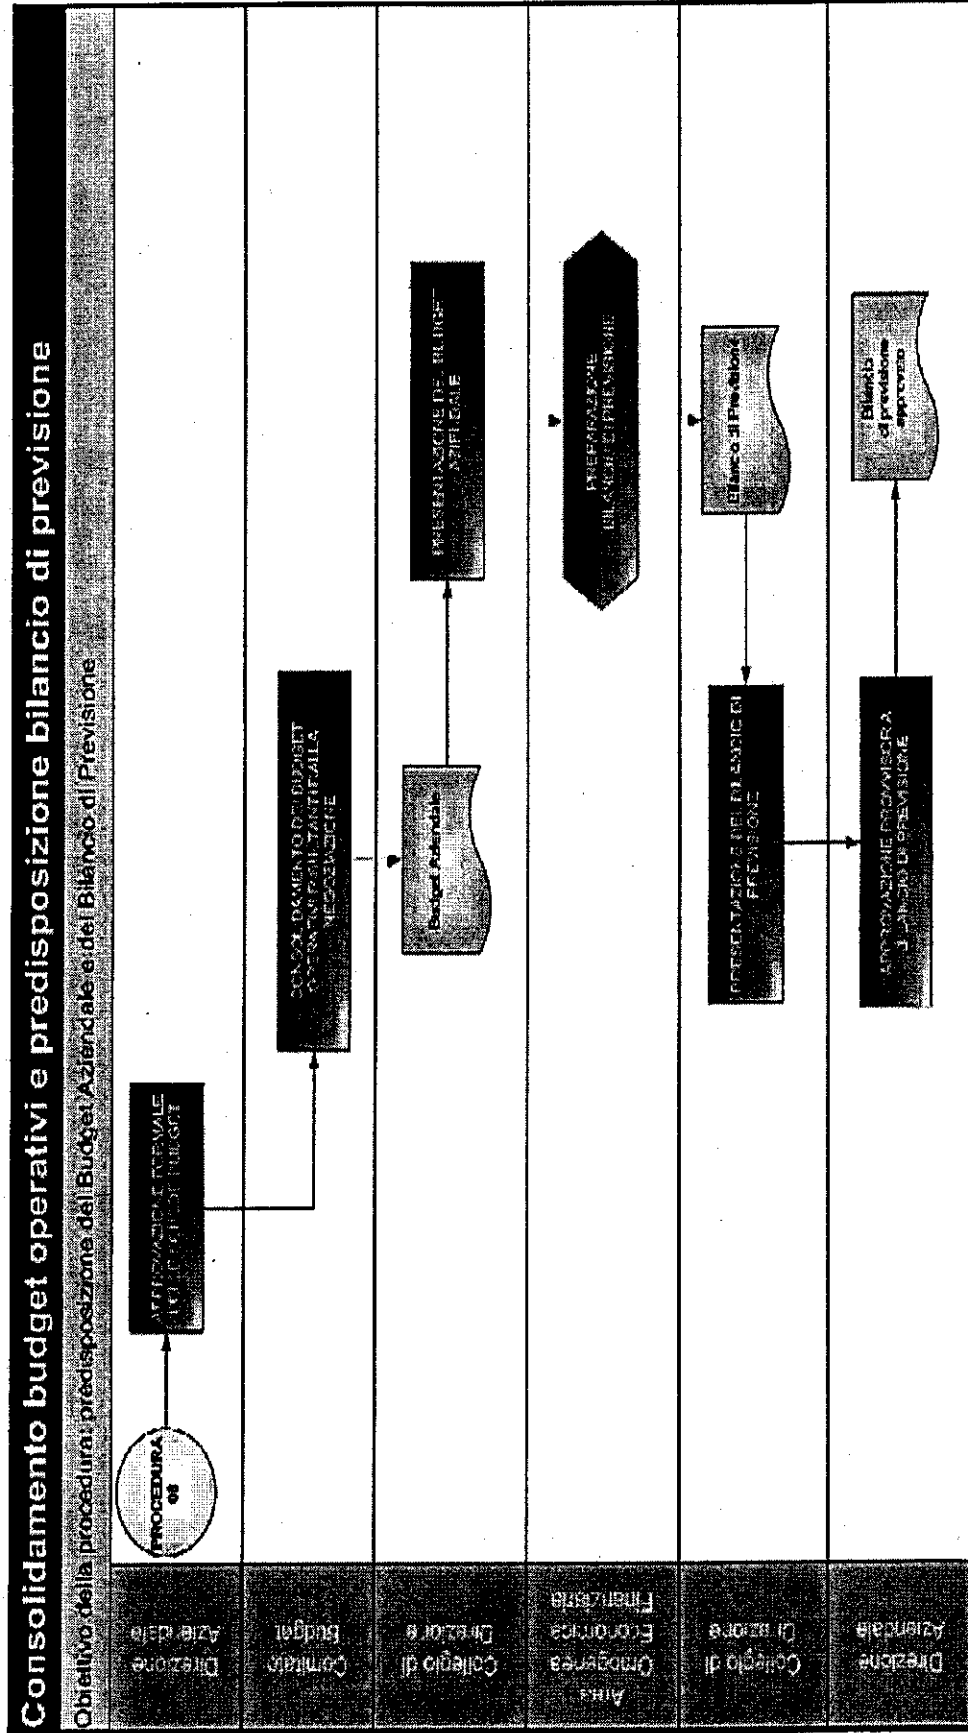 Consolidamento budget operativi e predisposizione bilancio di previsione
Obiettivo della procedura: predisposizione del Budget Aziendale e del Bilancio di Previsione
Direzione
Aziendale
PROCEDURA
APPROVAZIONE FORMALE
BUDGET
Comitato
Budget
CONSOLIDAMENTO DEI BUDGET
OPERATIVI RISULTANTI DALLA
NEGOZIAZIONE
Collegio di
Direzione
Budget Aziendale
PRESENTAZIONE DEL BUDGET
AZIENDALE
Area
Omogenea
Economica
Finanziaria
PREPARAZIONE
BILANCIO DI PREVISIONE
Collegio di
Direzione
Bilancio di Previsione
PRESENTAZIONE DEL BILANCIO DI
PREVISIONE
Direzione
Aziendale
APPROVAZIONE PROVVISORIA
BILANCIO DI PREVISIONE
Bilancio
di previsione
approvato